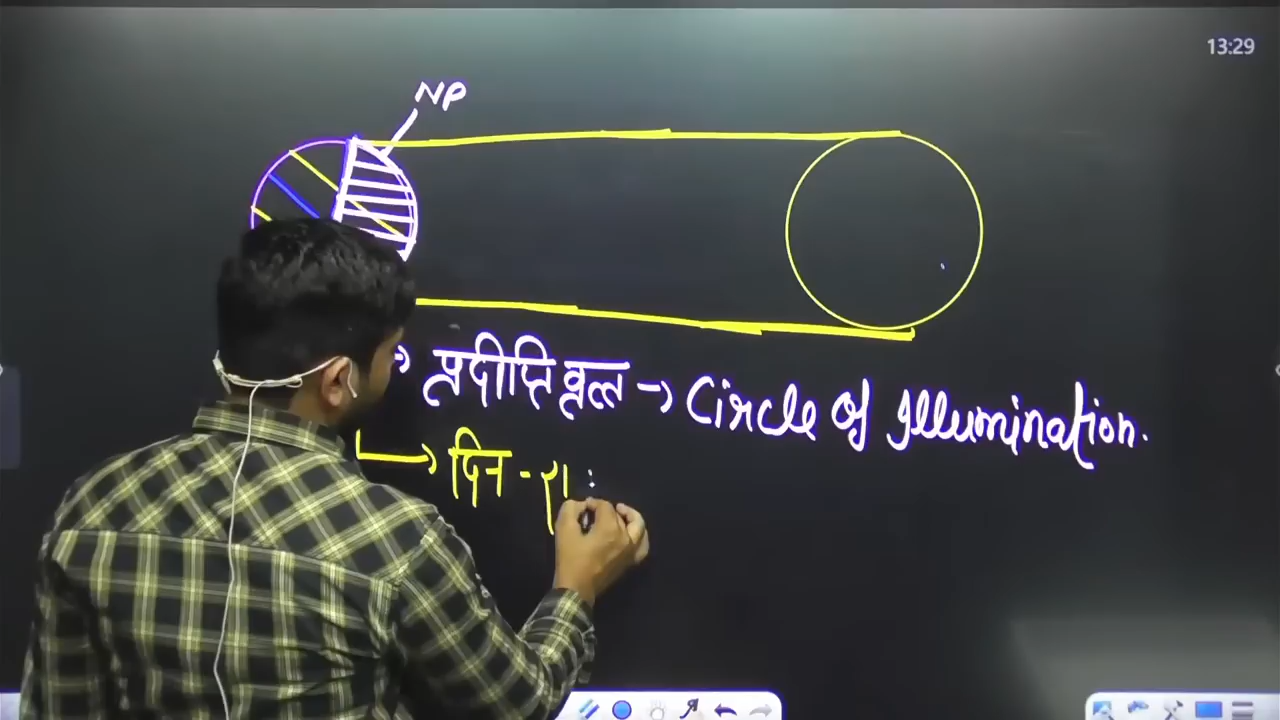 13:29
NP
प्रदीप्ति वृत्त → Circle of Illumination.
→ दिन - रा